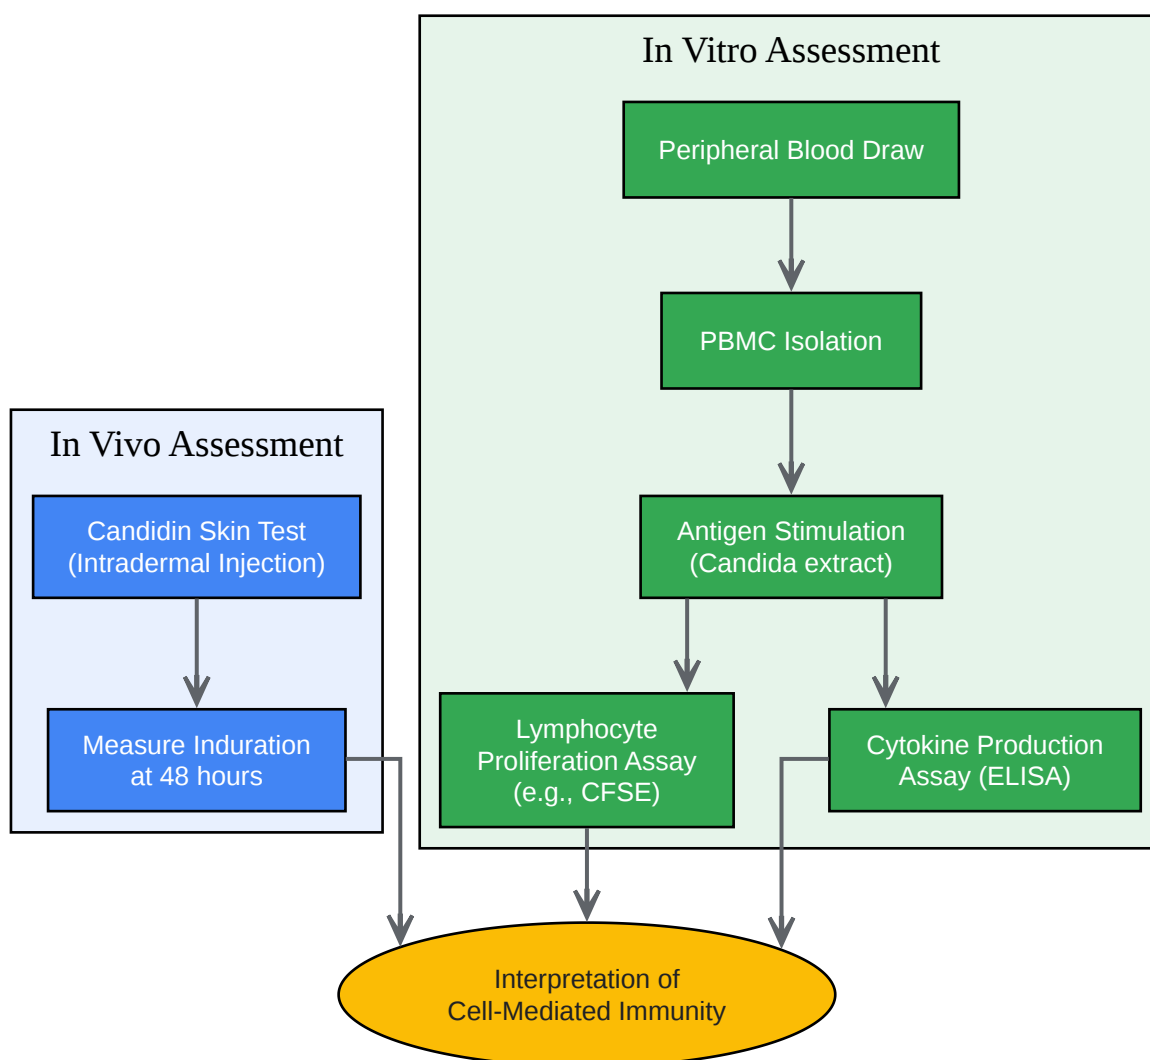 In Vitro Assessment
Peripheral Blood Draw
PBMC Isolation
Antigen Stimulation
(Candida extract)
Lymphocyte
Proliferation Assay
(e.g., CFSE)
Cytokine Production
Assay (ELISA)
In Vivo Assessment
Candidin Skin Test
(Intradermal Injection)
Measure Induration
at 48 hours
Interpretation of
Cell-Mediated Immunity